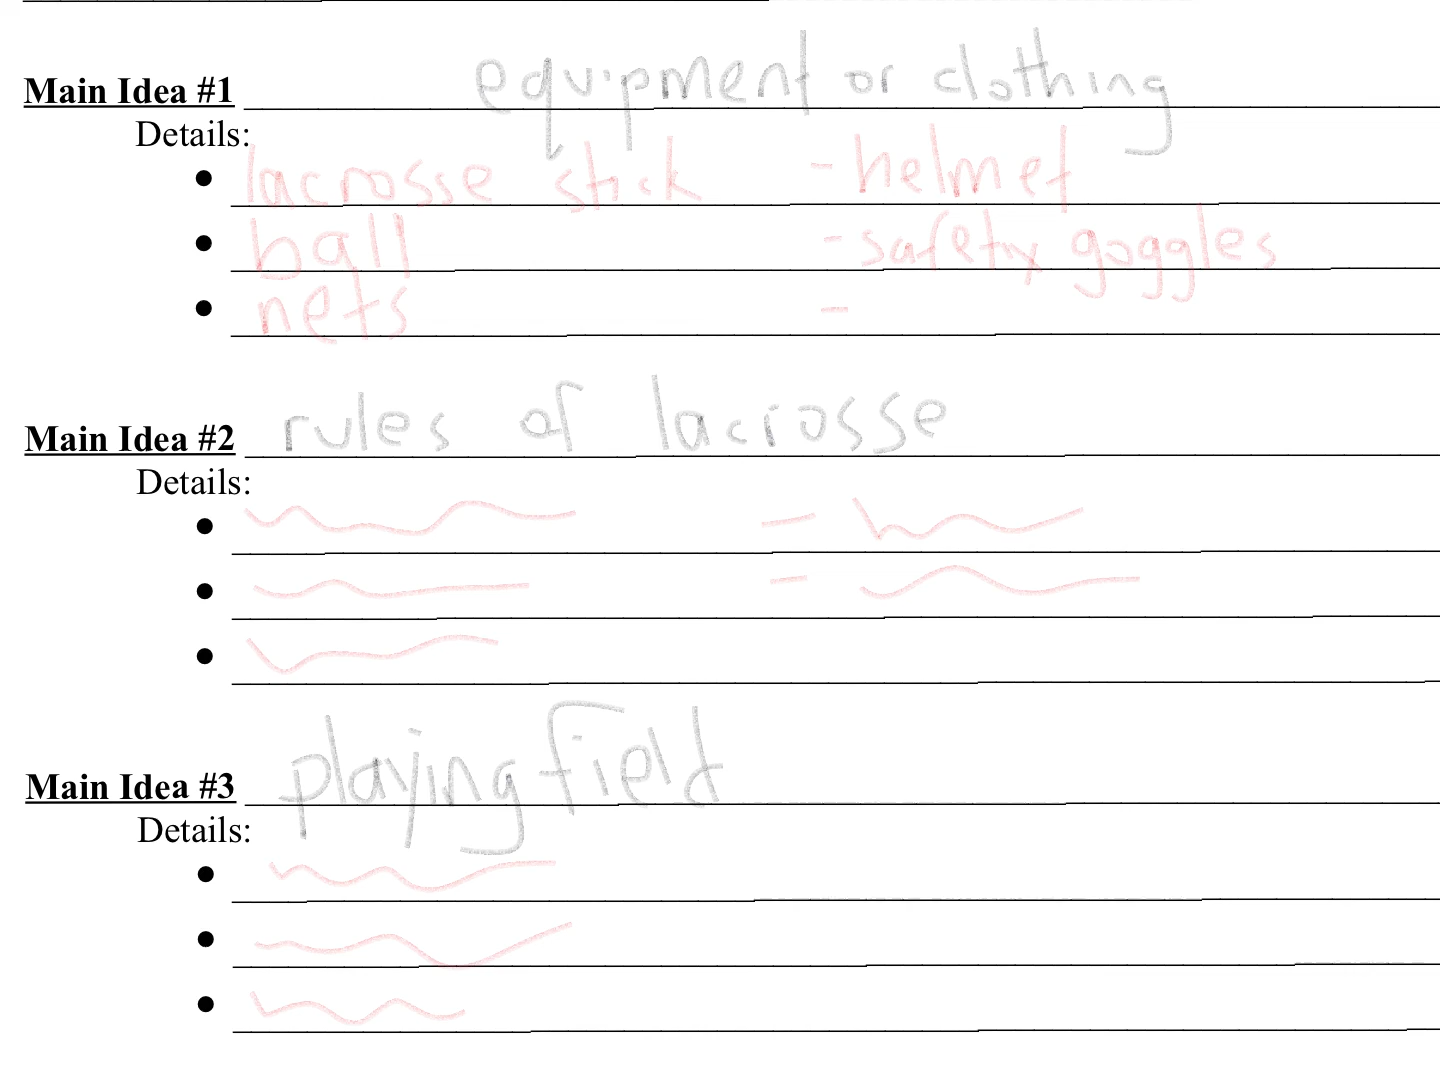 Main Idea #1 equipment or clothing
Details:
• lacrosse stick - helmet
• ball - safety goggles
• nets -
Main Idea #2 rules of lacrosse
Details:
•
•
•
Main Idea #3 playing field
Details:
•
•
•